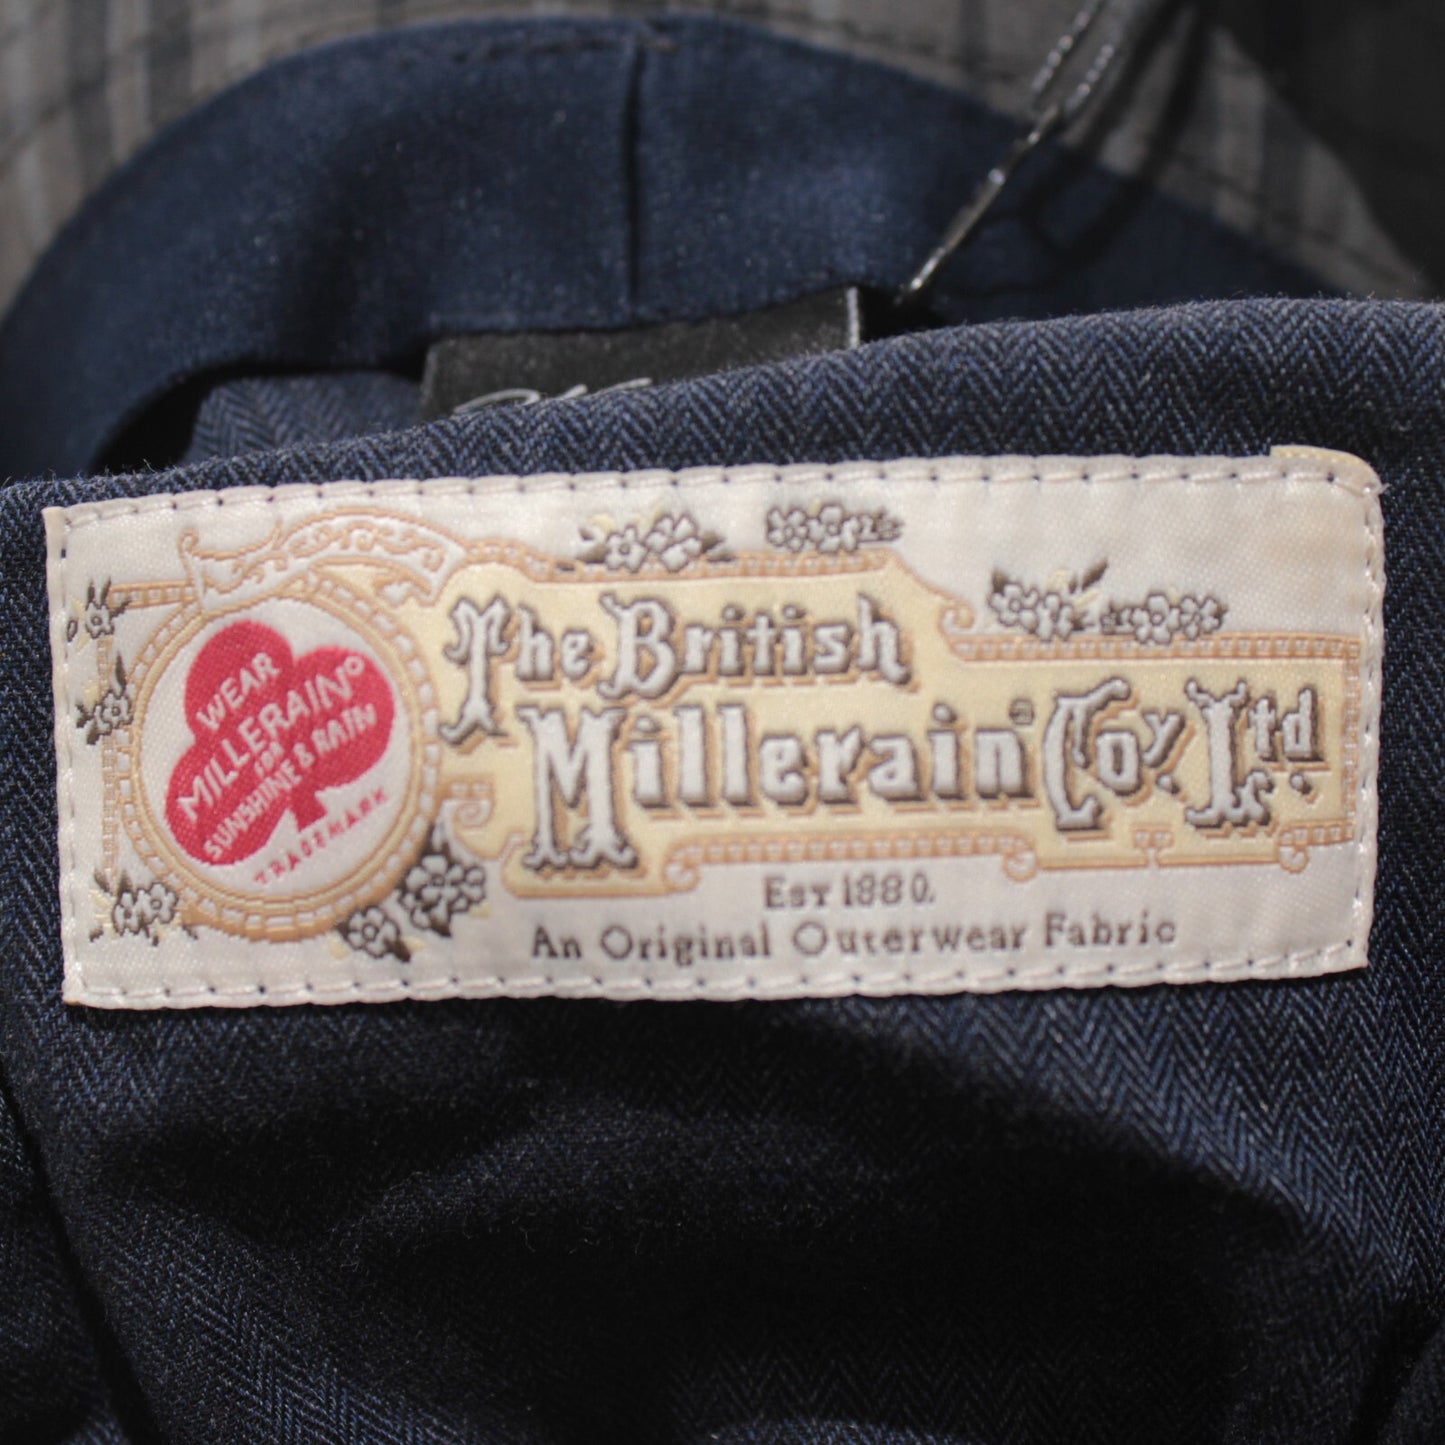 The British
Millerain® Coy. Ltd.
Est 1880.
An Original Outerwear Fabric
WEAR
MILLERAIN°
FOR
SUNSHINE & RAIN
TRADEMARK